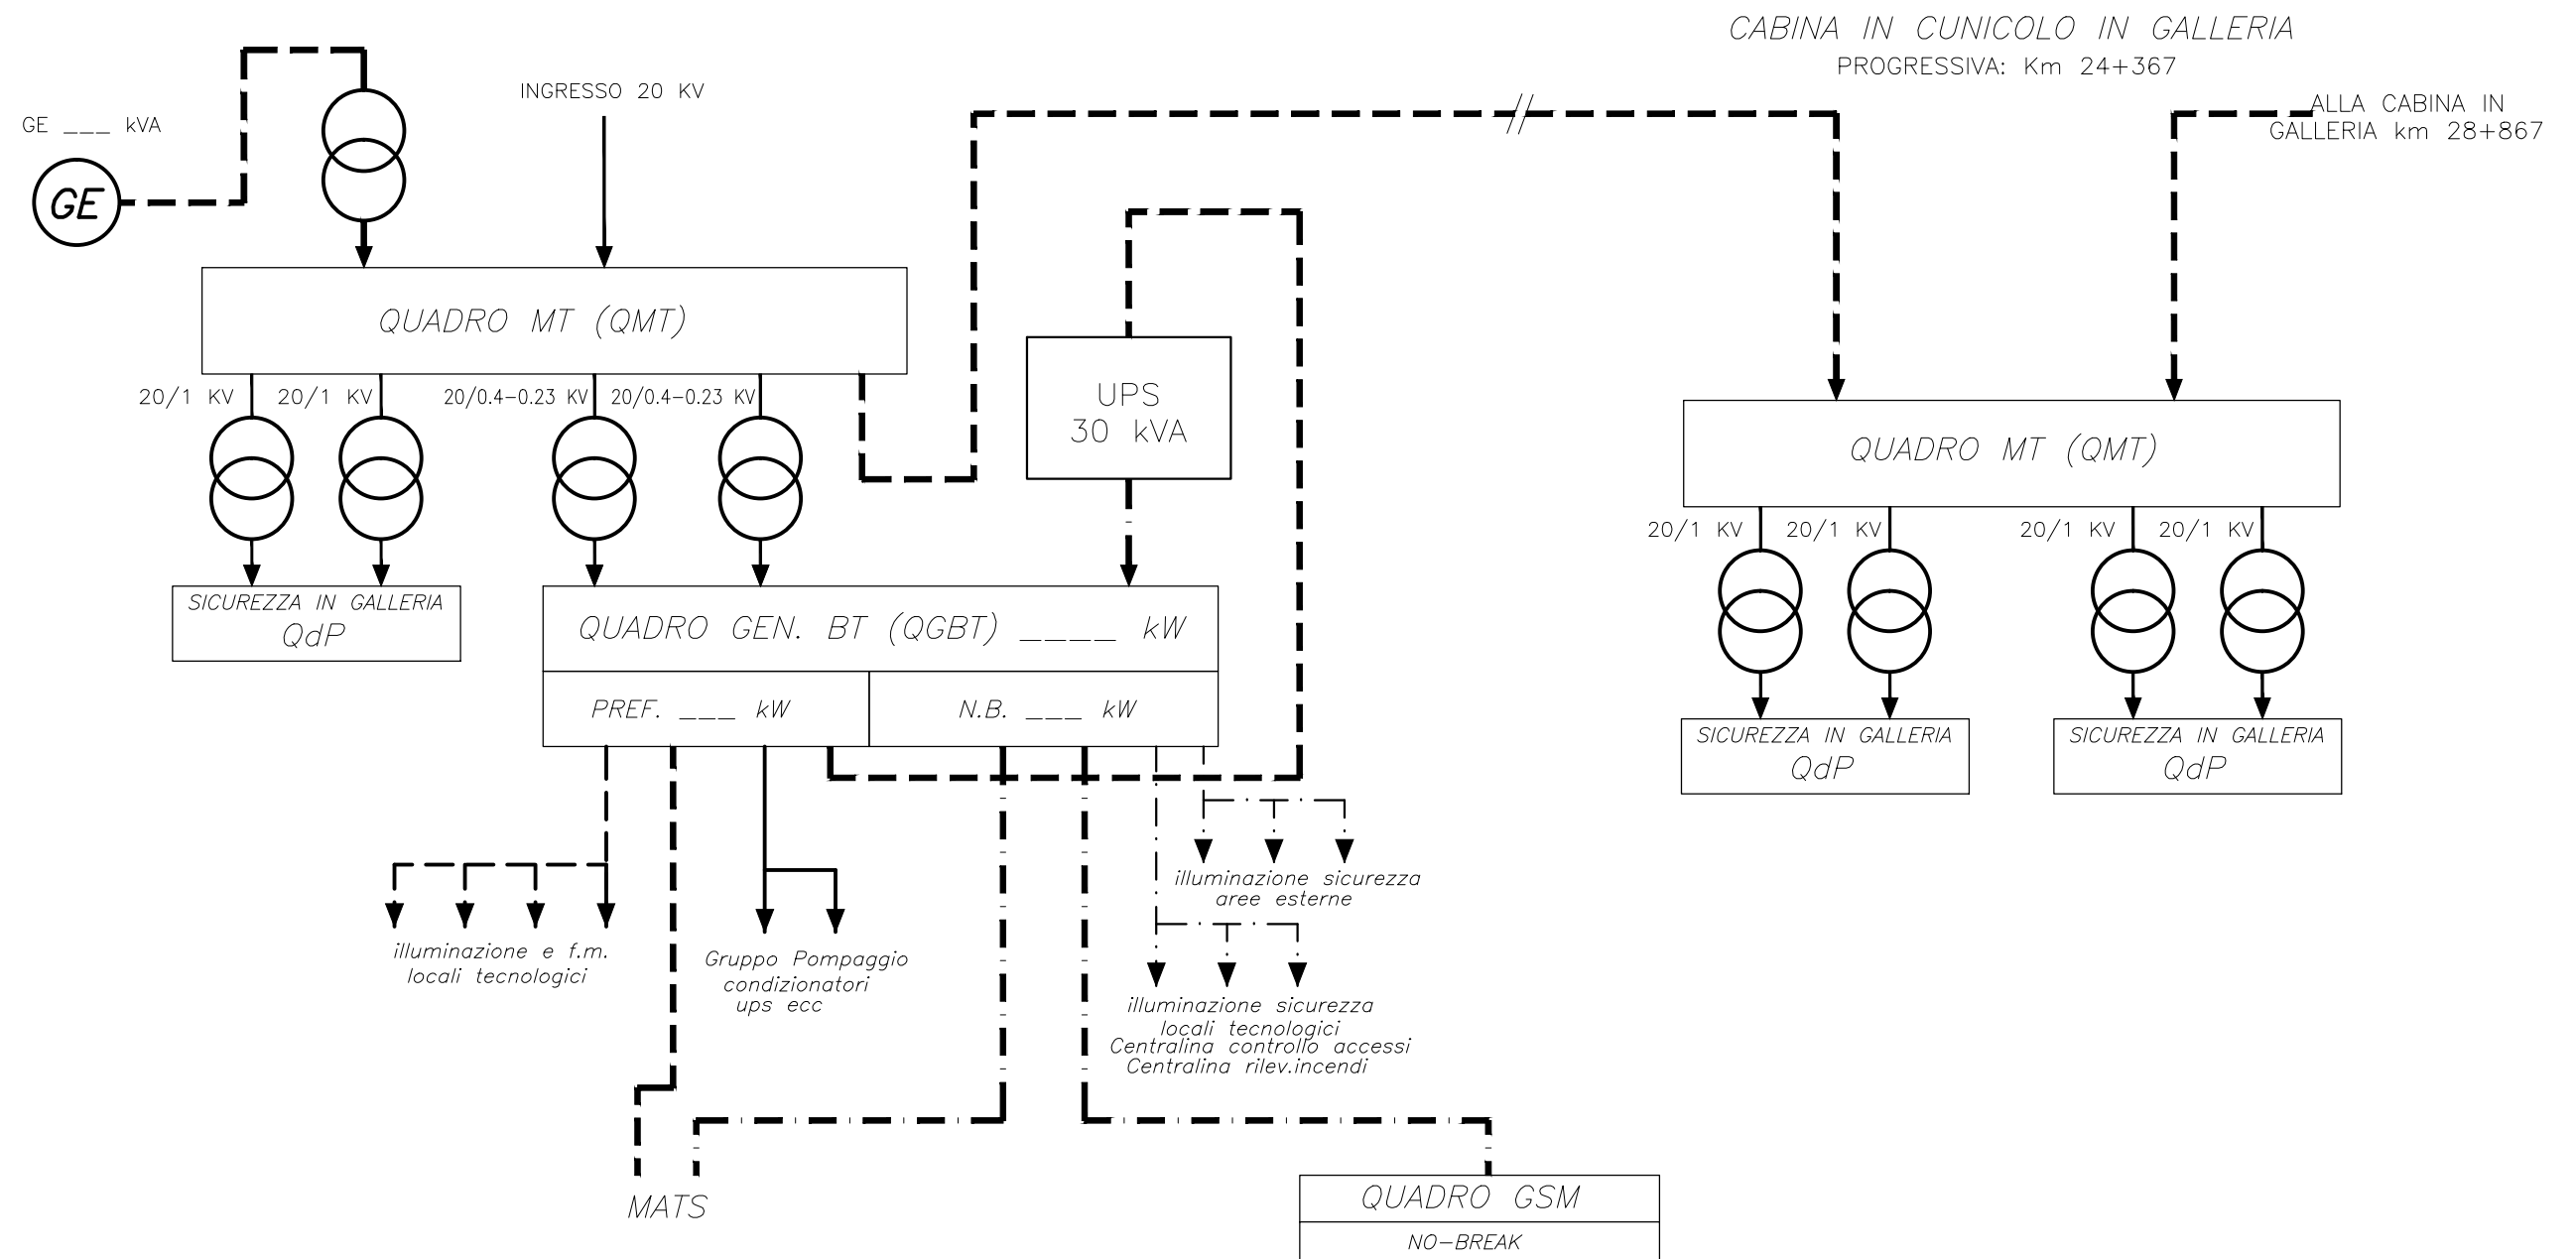 CABINA IN CUNICOLO IN GALLERIA
PROGRESSIVA: Km 24+367
INGRESSO 20 KV
ALLA CABINA IN
GALLERIA km 28+867
GE ___ kVA
GE
QUADRO MT (QMT)
20/1 KV
20/1 KV
20/0.4-0.23 KV
20/0.4-0.23 KV
UPS
30 kVA
QUADRO MT (QMT)
20/1 KV
20/1 KV
20/1 KV
20/1 KV
SICUREZZA IN GALLERIA
QdP
QUADRO GEN. BT (QGBT) ____ kW
PREF. ___ kW
N.B. ___ kW
SICUREZZA IN GALLERIA
QdP
SICUREZZA IN GALLERIA
QdP
illuminazione sicurezza
aree esterne
illuminazione e f.m.
locali tecnologici
Gruppo Pompaggio
condizionatori
ups ecc
illuminazione sicurezza
locali tecnologici
Centralina controllo accessi
Centralina rilev.incendi
MATS
QUADRO GSM
NO-BREAK